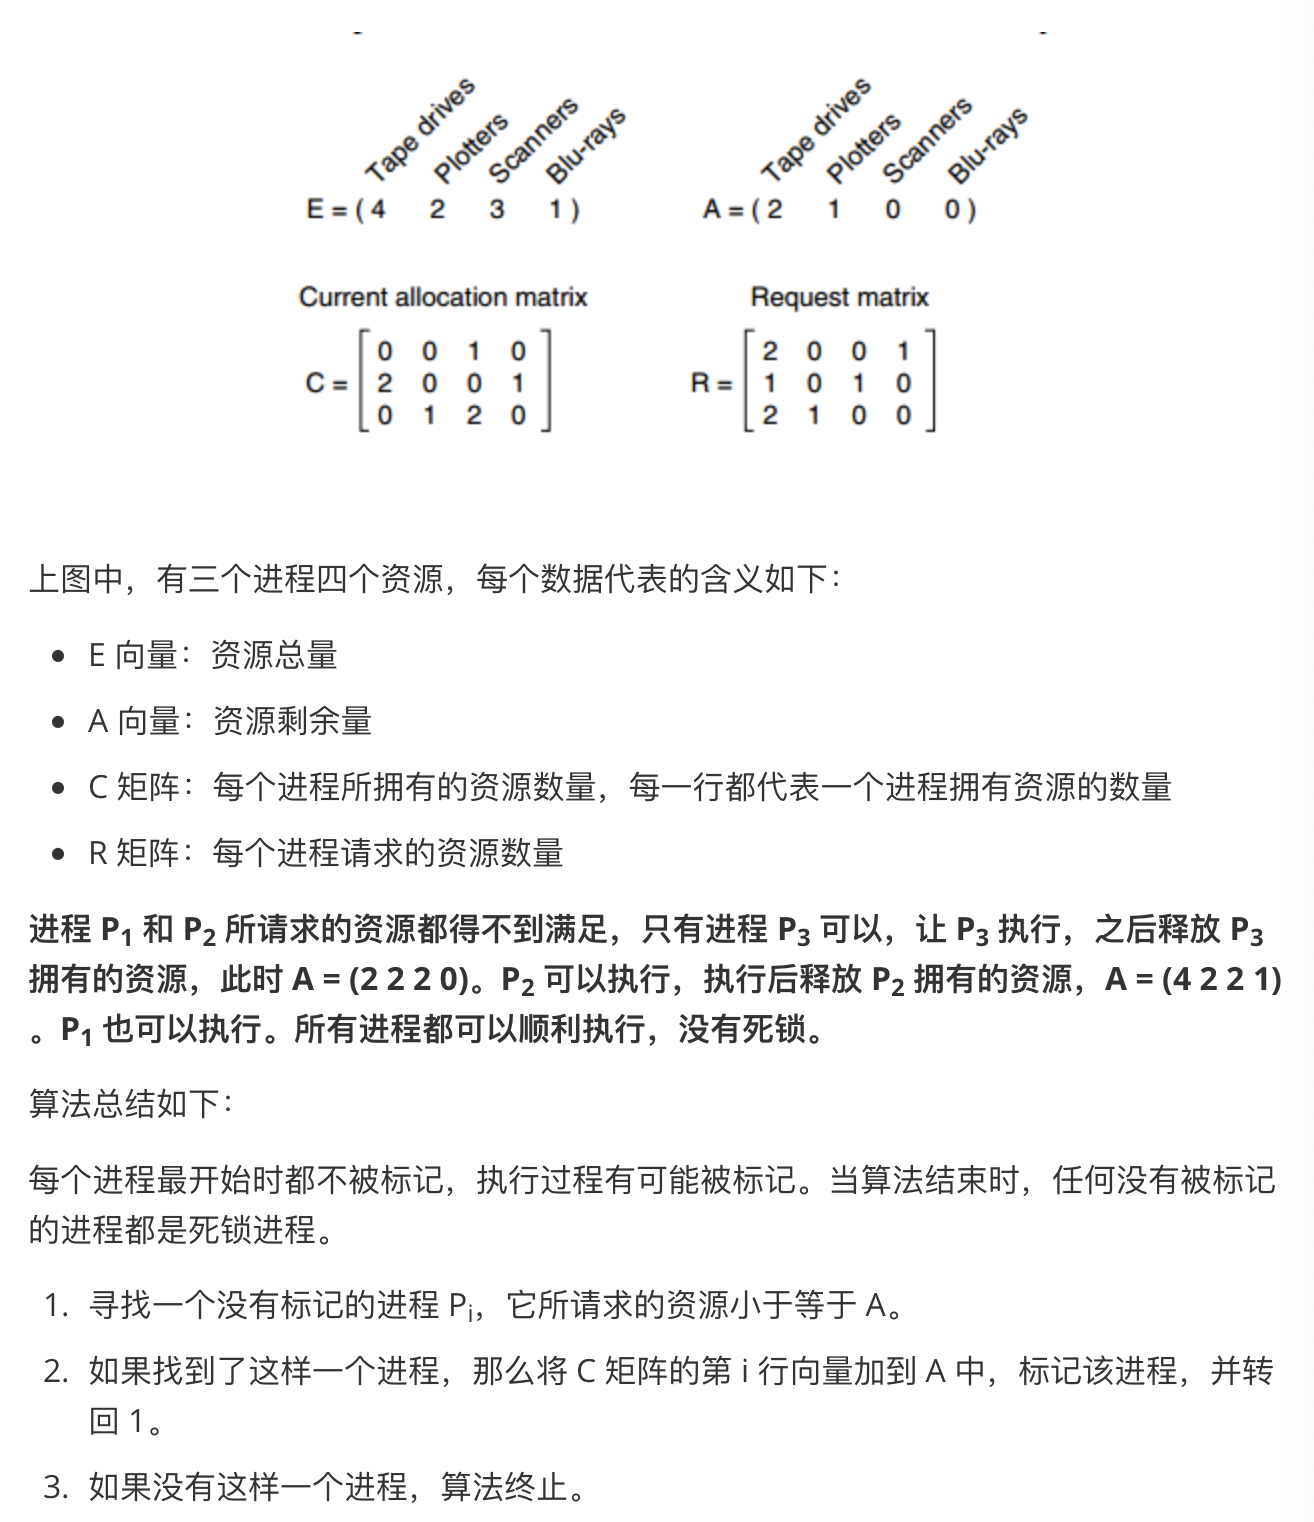 Tape drives Plotters Scanners Blu-rays Tape drives Plotters Scanners Blu-rays
E = ( 4 2 3 1 ) A = ( 2 1 0 0 )
Current allocation matrix Request matrix
0 0 1 0 2 0 0 1
C = 2 0 0 1 R = 1 0 1 0
0 1 2 0 2 1 0 0
上图中，有三个进程四个资源，每个数据代表的含义如下：
• E 向量：资源总量
• A 向量：资源剩余量
• C 矩阵：每个进程所拥有的资源数量，每一行都代表一个进程拥有资源的数量
• R 矩阵：每个进程请求的资源数量
进程 P1 和 P2 所请求的资源都得不到满足，只有进程 P3 可以，让 P3 执行，之后释放 P3
拥有的资源，此时 A = (2 2 2 0)。P2 可以执行，执行后释放 P2 拥有的资源，A = (4 2 2 1)
。P1 也可以执行。所有进程都可以顺利执行，没有死锁。
算法总结如下：
每个进程最开始时都不被标记，执行过程有可能被标记。当算法结束时，任何没有被标记
的进程都是死锁进程。
1. 寻找一个没有标记的进程 Pi，它所请求的资源小于等于 A。
2. 如果找到了这样一个进程，那么将 C 矩阵的第 i 行向量加到 A 中，标记该进程，并转
回 1。
3. 如果没有这样一个进程，算法终止。